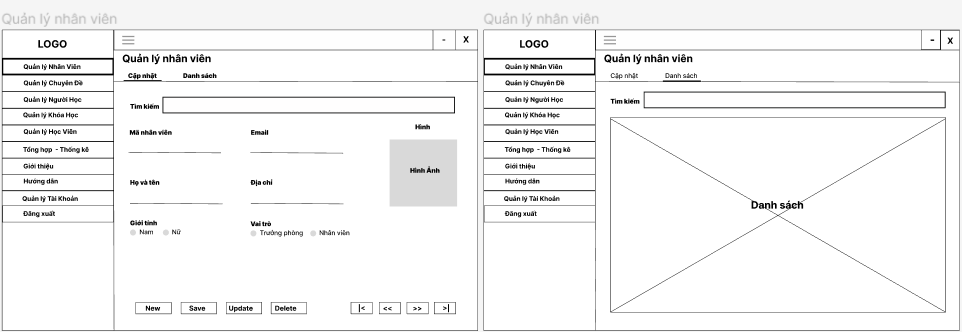 Quản lý nhân viên
LOGO
- X
Quản lý Nhân Viên
Quản lý Chuyên Đề
Quản lý Người Học
Quản lý Khóa Học
Quản lý Học Viên
Tổng hợp - Thống kê
Giới thiệu
Hướng dẫn
Quản lý Tài Khoản
Đăng xuất
Quản lý nhân viên
Cập nhật Danh sách
Tìm kiếm
Mã nhân viên Email Hình
Hình Ảnh
Họ và tên Địa chỉ
Giới tính Vai trò
Nam Nữ Trưởng phòng Nhân viên
New Save Update Delete |< << >> >|
Quản lý nhân viên
LOGO
- X
Quản lý Nhân Viên
Quản lý Chuyên Đề
Quản lý Người Học
Quản lý Khóa Học
Quản lý Học Viên
Tổng hợp - Thống kê
Giới thiệu
Hướng dẫn
Quản lý Tài Khoản
Đăng xuất
Quản lý nhân viên
Cập nhật Danh sách
Tìm kiếm
Danh sách